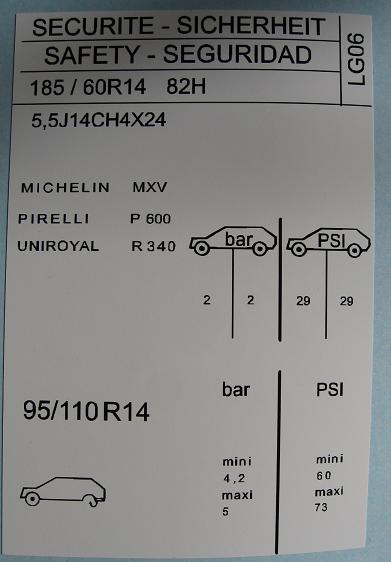 SECURITE - SICHERHEIT
SAFETY - SEGURIDAD
LG06
185 / 60R14 82H
5,5J14CH4X24
MICHELIN MXV
PIRELLI P 600
UNIROYAL R 340
bar PSI
2 2 29 29
bar PSI
95/110 R14
mini mini
4,2 60
maxi maxi
5 73